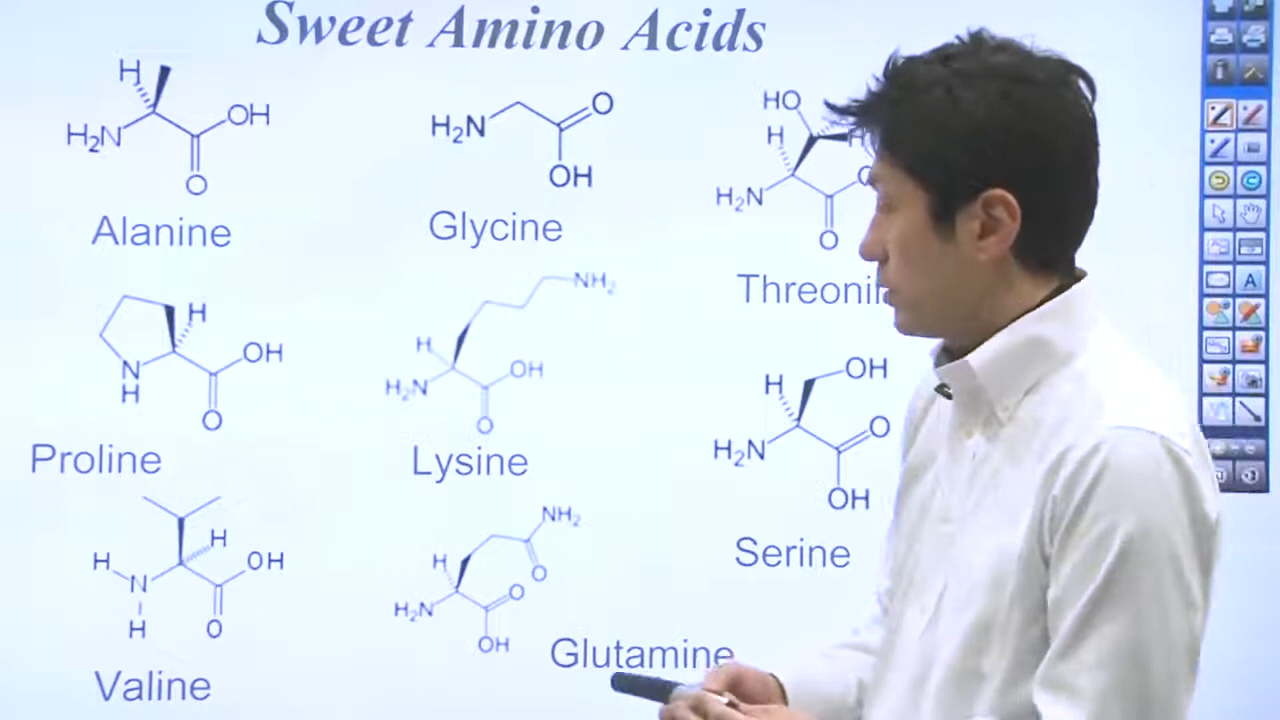 Sweet Amino Acids
H
H₂N
OH
O
Alanine
H₂N
O
OH
Glycine
HO
H
H
H₂N
O
H
N
H
OH
O
Proline
NH₂
H
H₂N
OH
O
Lysine
H
OH
H₂N
O
OH
Serine
H
H
N
H
OH
O
Valine
NH₂
O
H
H₂N
O
OH
Glutamine
A